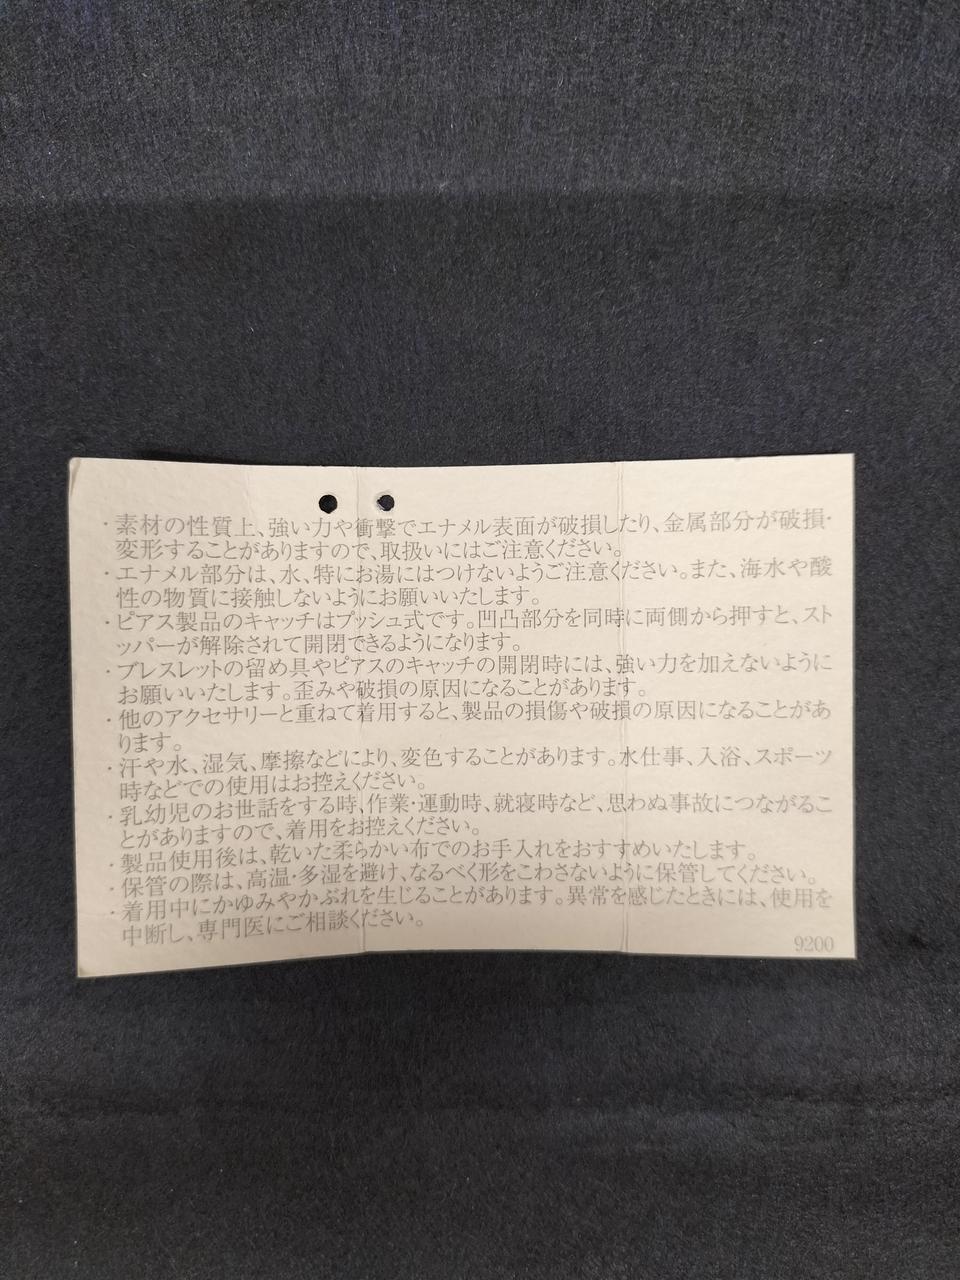 ・素材の性質上、強い力や衝撃でエナメル表面が破損したり、金属部分が破損・
変形することがありますので、取扱いにはご注意ください。
・エナメル部分は、水、特にお湯にはつけないようご注意ください。また、海水や酸
性の物質に接触しないようにお願いいたします。
・ピアス製品のキャッチはプッシュ式です。凹凸部分を同時に両側から押すと、スト
ッパーが解除されて開閉できるようになります。
・ブレスレットの留め具やピアスのキャッチの開閉時には、強い力を加えないように
お願いいたします。歪みや破損の原因になることがあります。
・他のアクセサリーと重ねて着用すると、製品の損傷や破損の原因になることがあ
ります。
・汗や水、湿気、摩擦などにより、変色することがあります。水仕事、入浴、スポーツ
時などでの使用はお控えください。
・乳幼児のお世話をする時、作業・運動時、就寝時など、思わぬ事故につながるこ
とがありますので、着用をお控えください。
・製品使用後は、乾いた柔らかい布でのお手入れをおすすめいたします。
・保管の際は、高温・多湿を避け、なるべく形をこわさないように保管してください。
・着用中にかゆみやかぶれを生じることがあります。異常を感じたときには、使用を
中断し、専門医にご相談ください。
9200